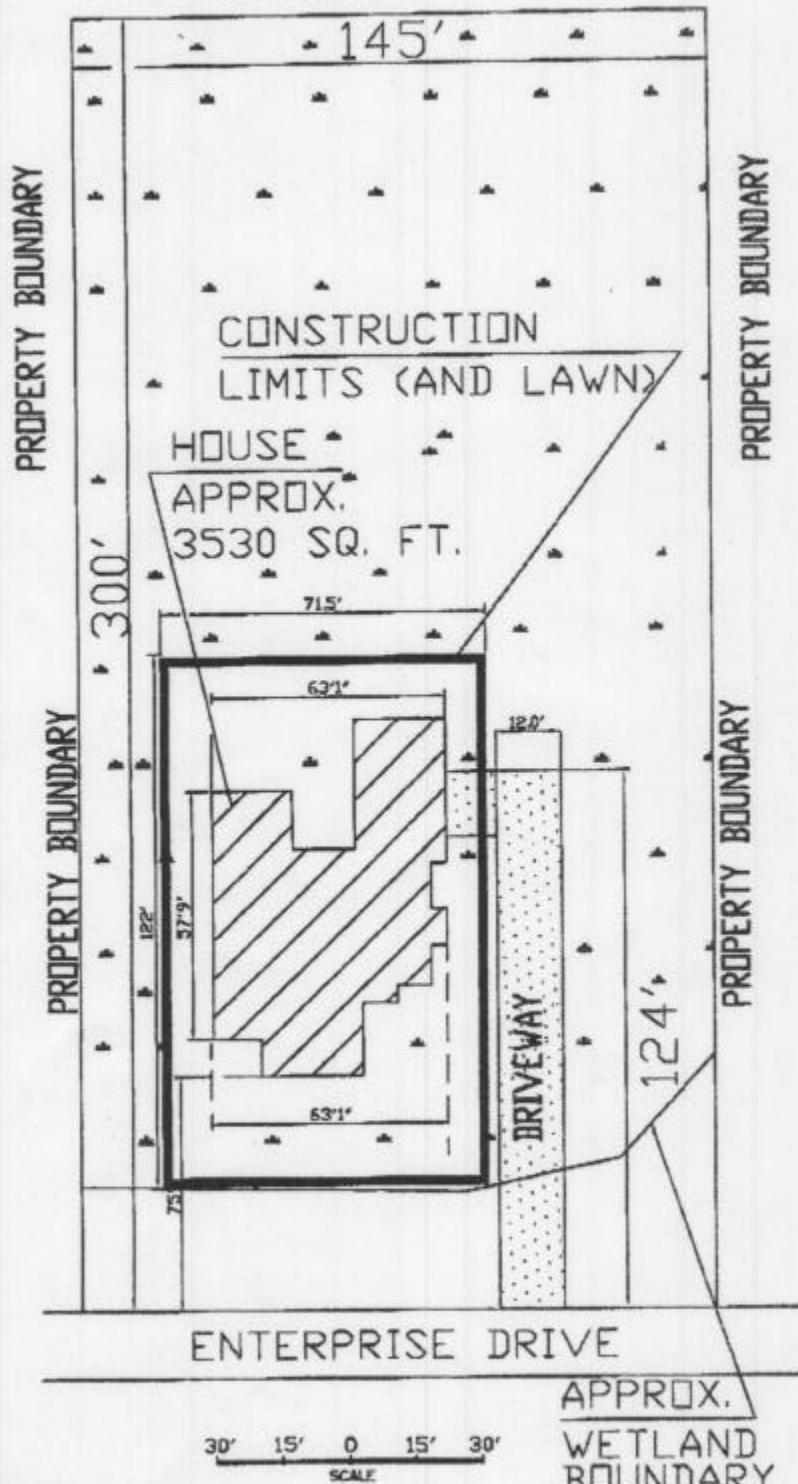 145'
PROPERTY BOUNDARY
PROPERTY BOUNDARY
CONSTRUCTION
LIMITS (AND LAWN)
HOUSE
APPROX.
3530 SQ. FT.
300'
71.5'
63'1"
12.0'
PROPERTY BOUNDARY
PROPERTY BOUNDARY
122'
57'9"
DRIVEWAY
124'
63'1"
75'
ENTERPRISE DRIVE
APPROX.
WETLAND
BOUNDARY
30' 15' 0 15' 30'
SCALE